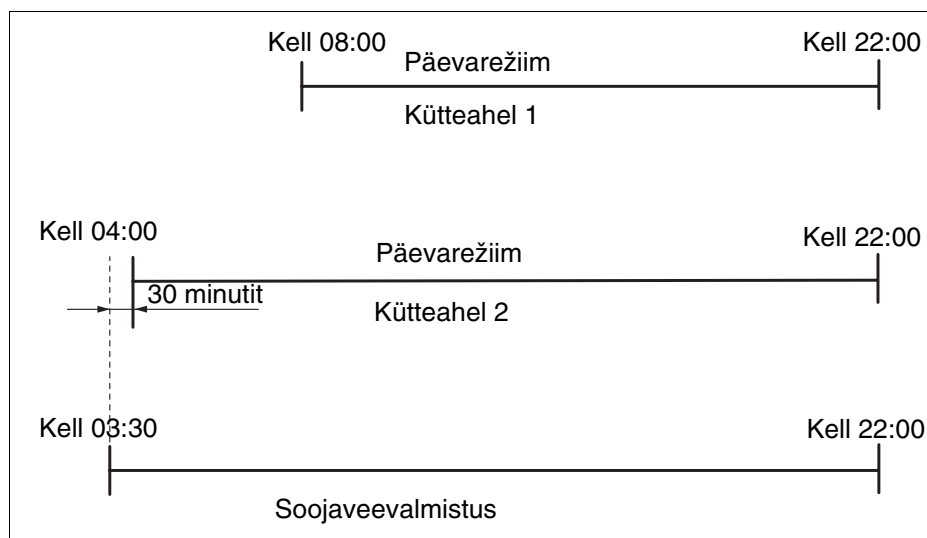 Kell 08:00
Kell 22:00
Päevarežiim
Kütteahel 1
Kell 04:00
Kell 22:00
Päevarežiim
30 minutit
Kütteahel 2
Kell 03:30
Kell 22:00
Soojaveevalmistus